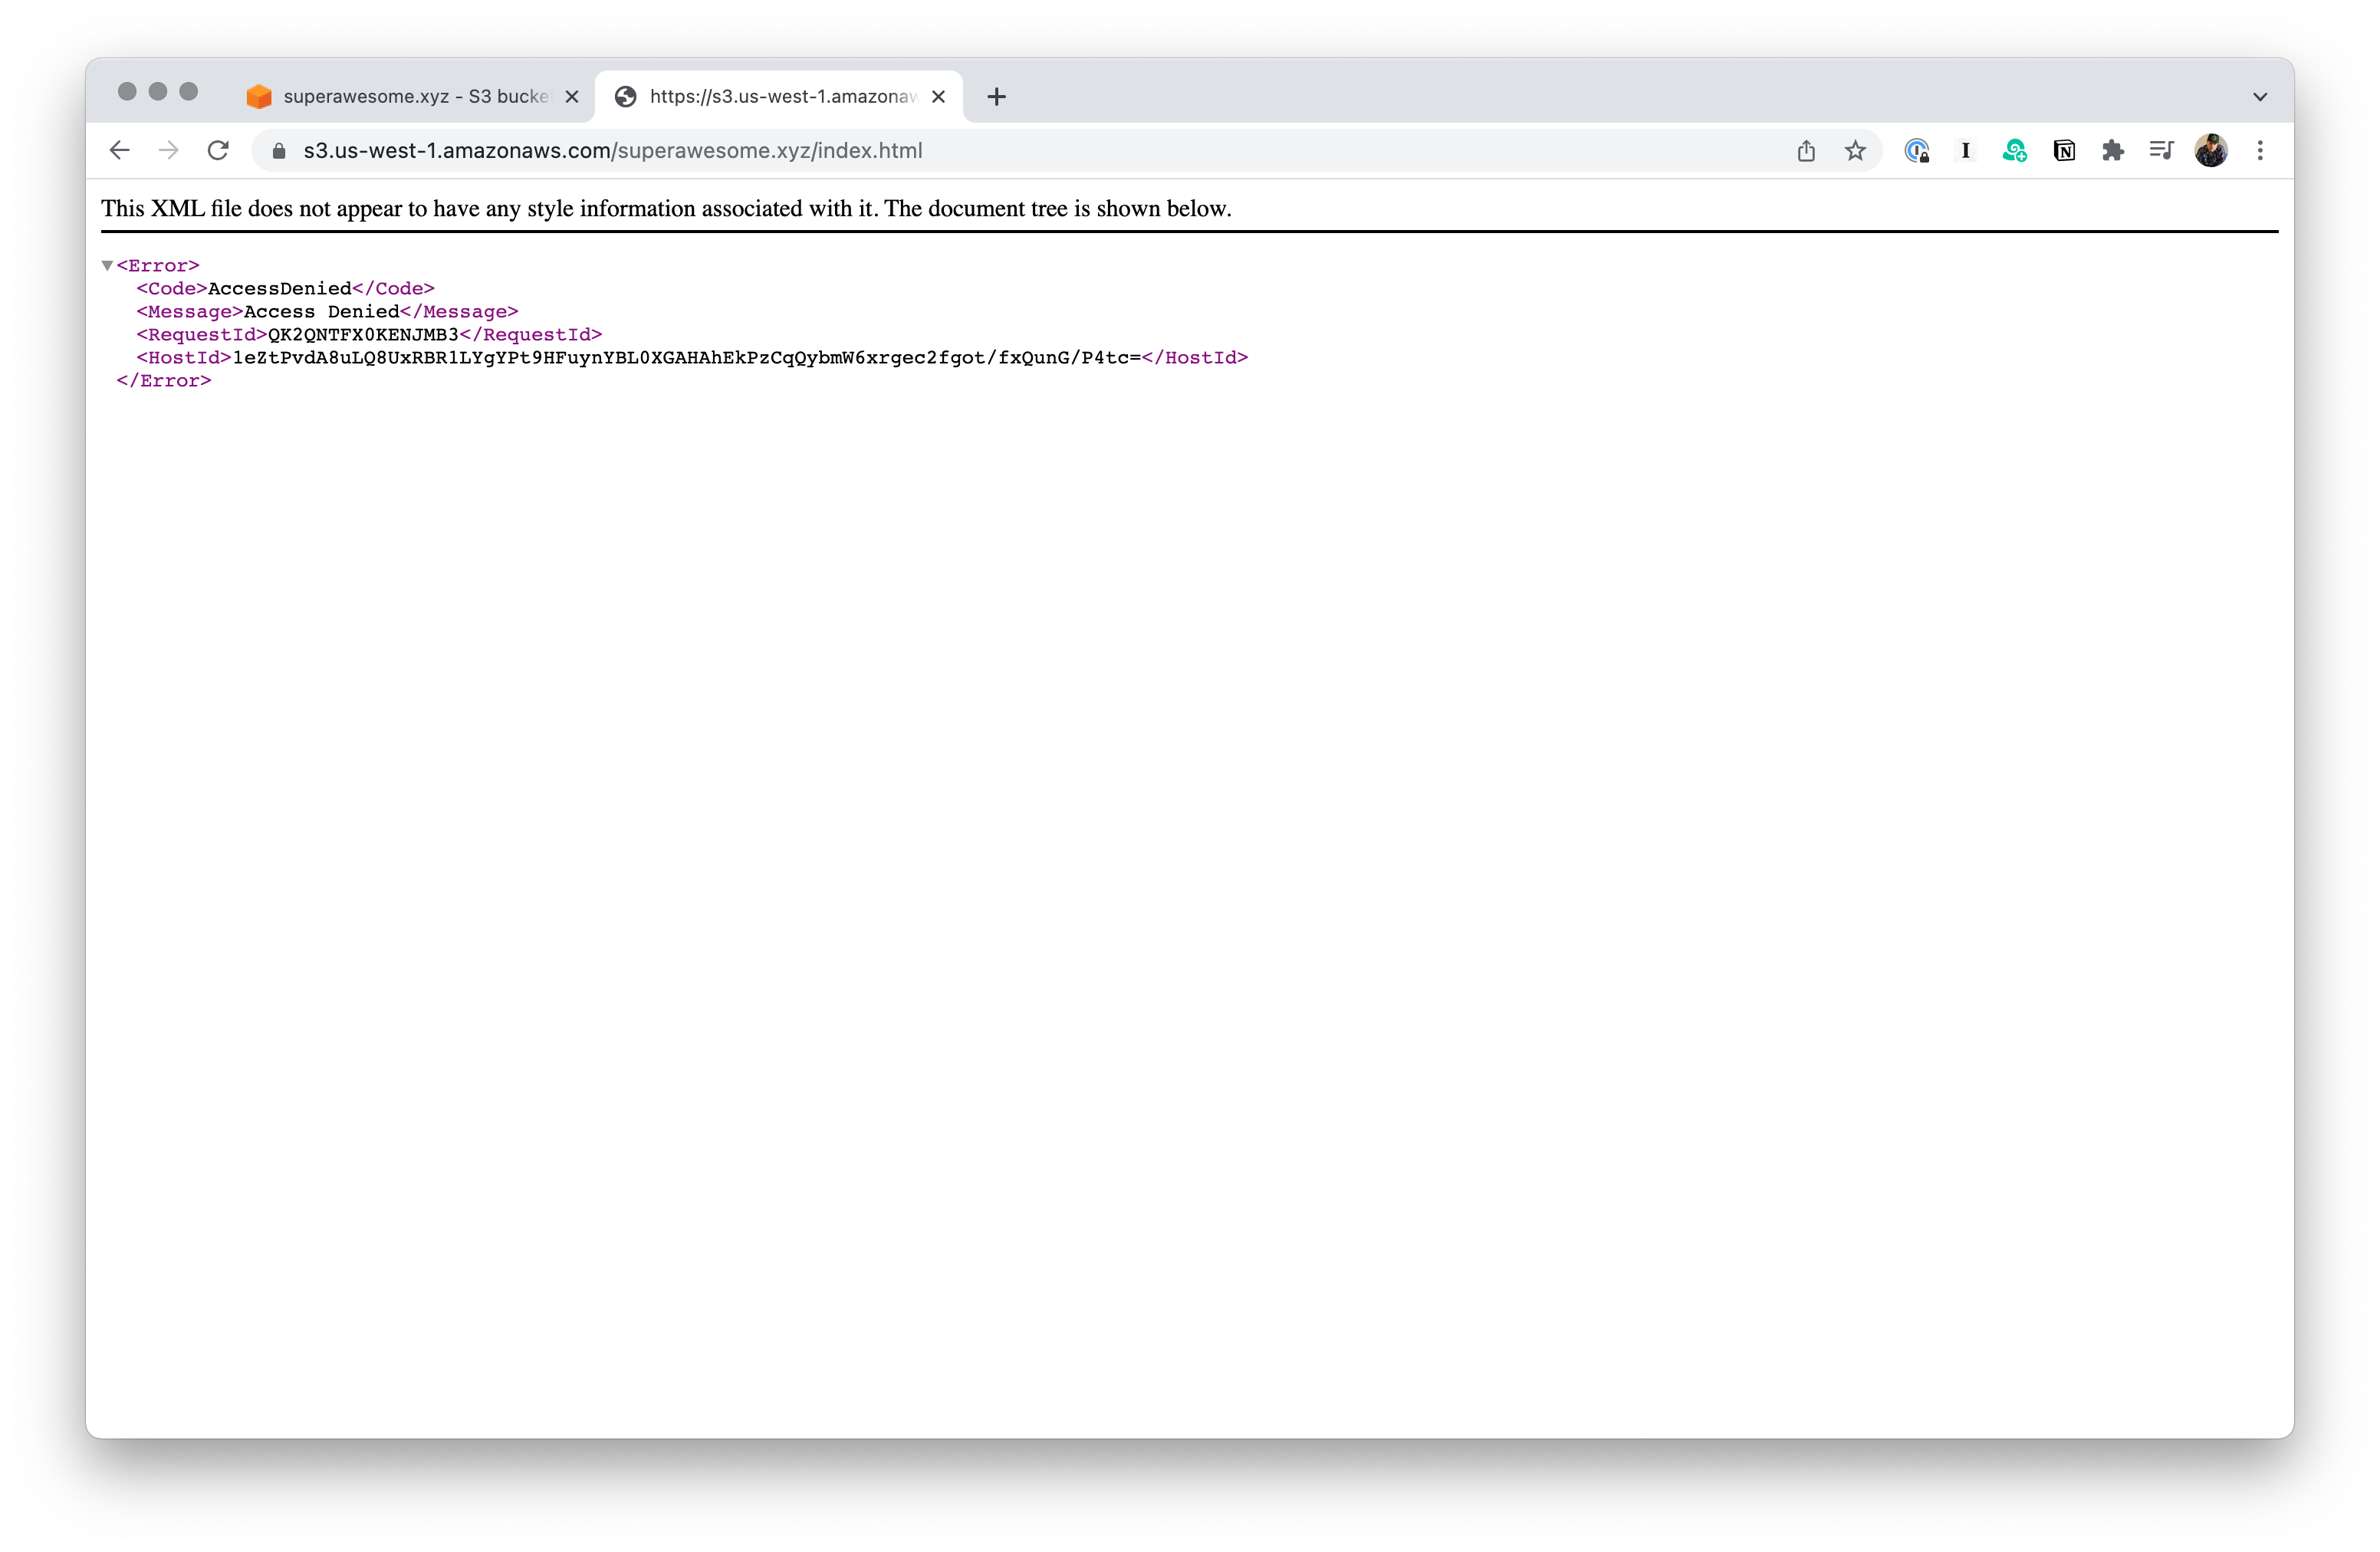 superawesome.xyz - S3 bucke
https://s3.us-west-1.amazonaw
s3.us-west-1.amazonaws.com/superawesome.xyz/index.html
This XML file does not appear to have any style information associated with it. The document tree is shown below.
<Error>
<Code>AccessDenied</Code>
<Message>Access Denied</Message>
<RequestId>QK2QNTFX0KENJMB3</RequestId>
<HostId>1eZtPvdA8uLQ8UxRBR1LYgYPt9HFuynYBL0XGAHAhEkPzCqQybmW6xrgec2fgot/fxQunG/P4tc=</HostId>
</Error>